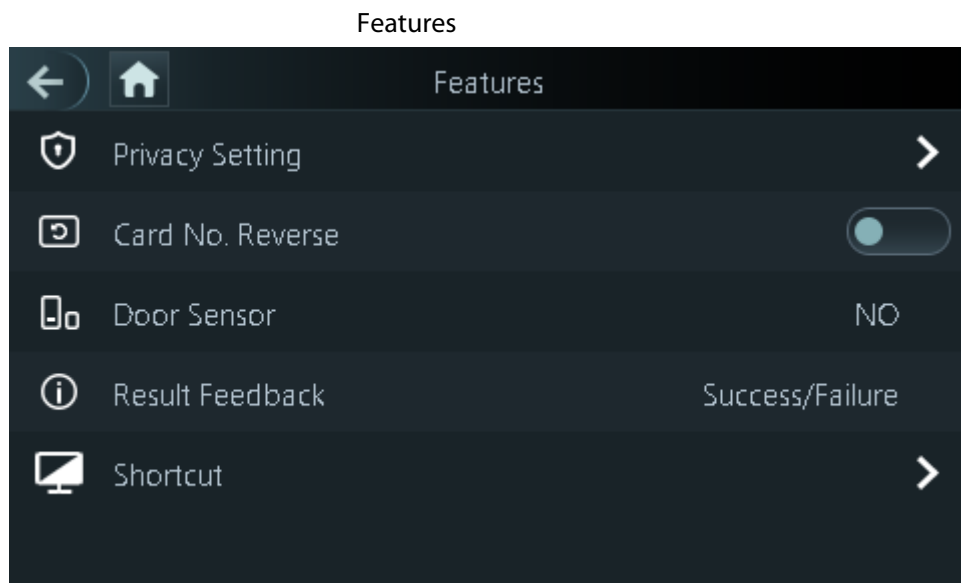 Features
Features
Privacy Setting
Card No. Reverse
Door Sensor NO
Result Feedback Success/Failure
Shortcut